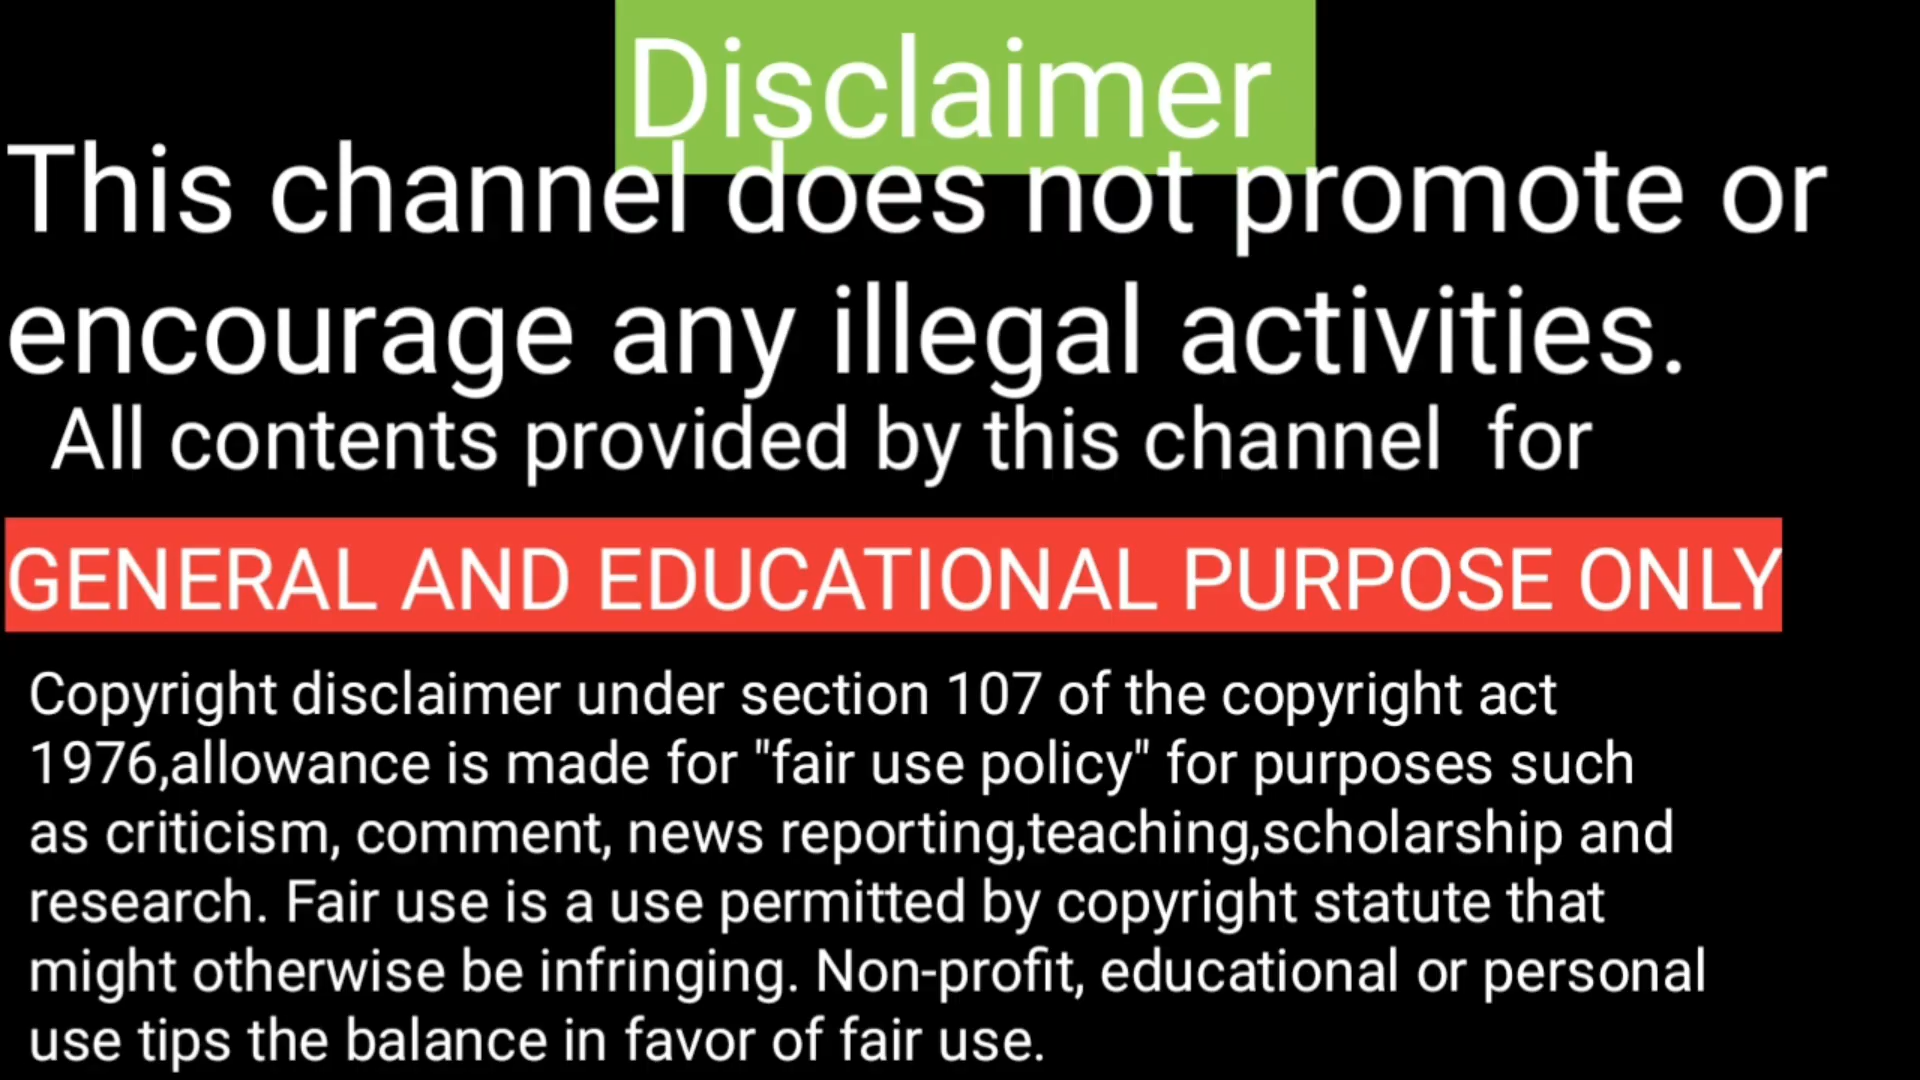 Disclaimer
This channel does not promote or
encourage any illegal activities.
All contents provided by this channel  for
GENERAL AND EDUCATIONAL PURPOSE ONLY
Copyright disclaimer under section 107 of the copyright act
1976,allowance is made for "fair use policy" for purposes such
as criticism, comment, news reporting,teaching,scholarship and
research. Fair use is a use permitted by copyright statute that
might otherwise be infringing. Non-profit, educational or personal
use tips the balance in favor of fair use.